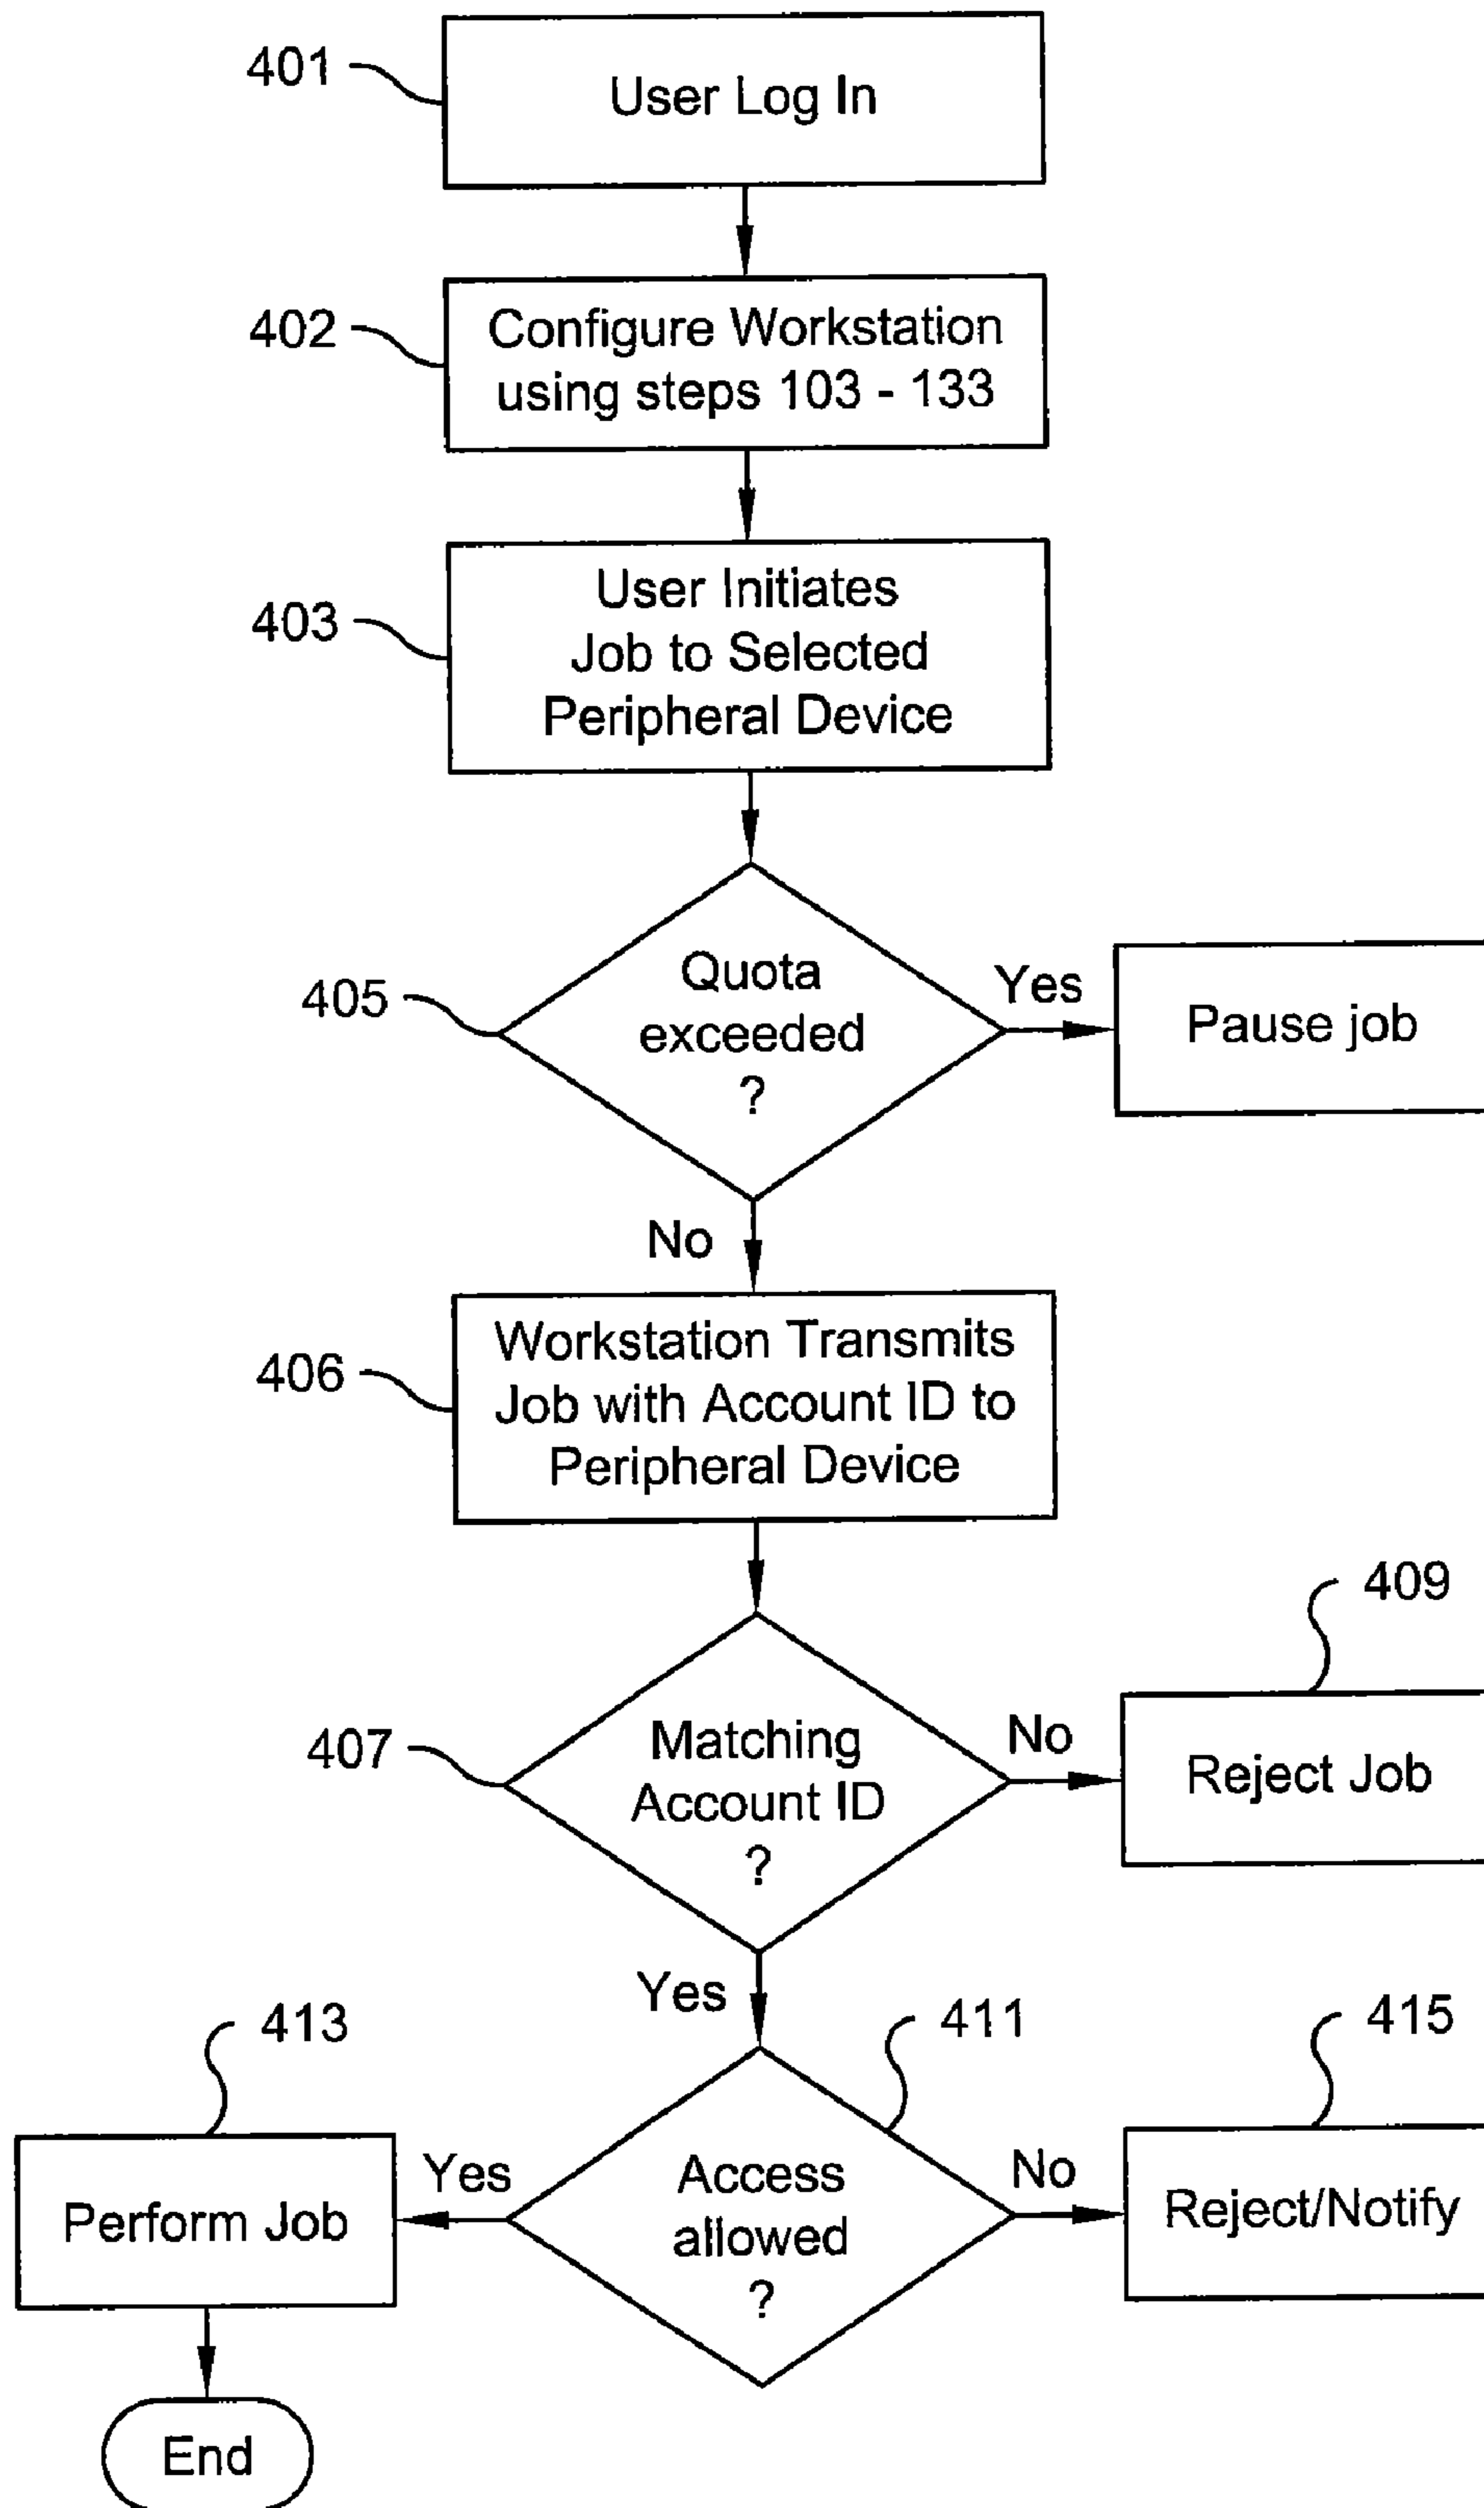 401
User Log In
402
Configure Workstation
using steps 103 - 133
403
User Initiates
Job to Selected
Peripheral Device
405
Quota
exceeded
?
Yes
Pause job
No
406
Workstation Transmits
Job with Account ID to
Peripheral Device
409
407
Matching
Account ID
?
No
Reject Job
Yes
413
411
415
Perform Job
Yes
Access
allowed
?
No
Reject/Notify
End